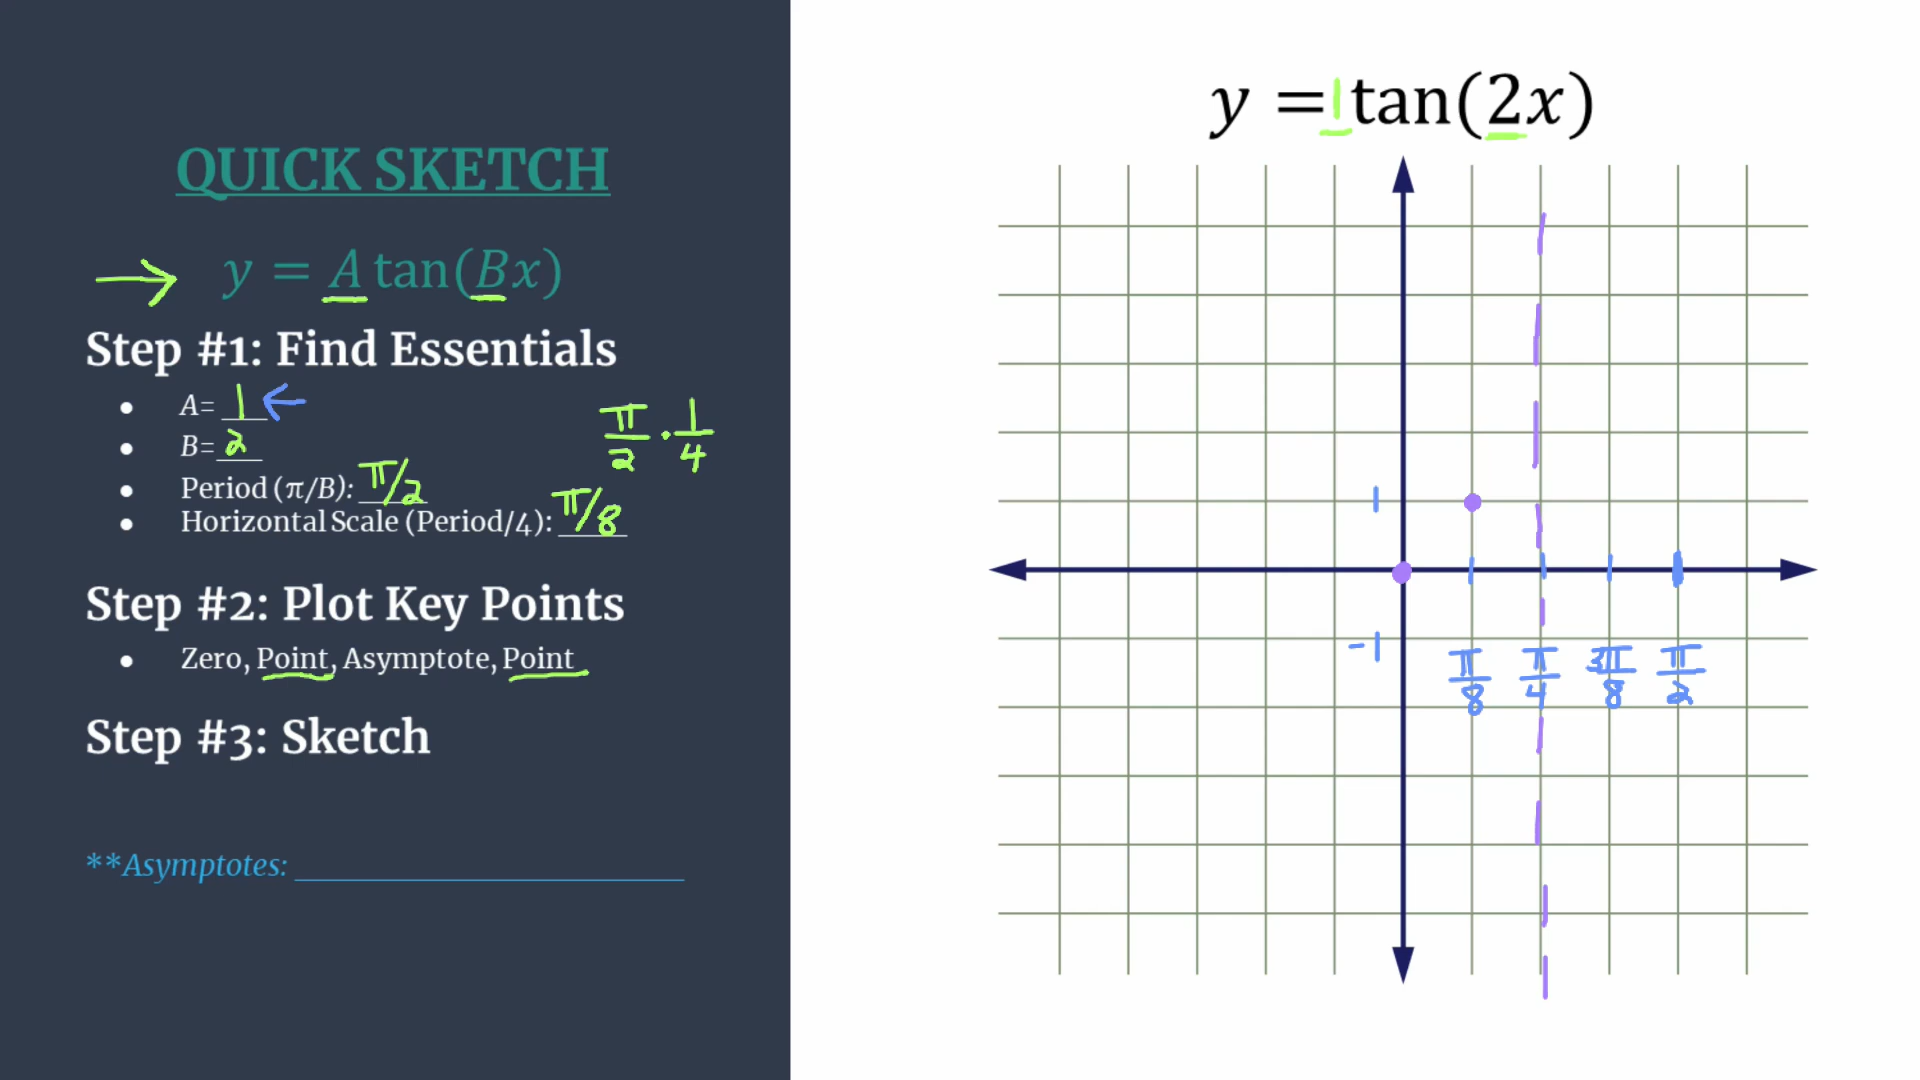 QUICK SKETCH
y = A tan(Bx)
Step #1: Find Essentials
• A= 1
• B= 2
• Period (π/B): π/2
• Horizontal Scale (Period/4): π/8
π/2 · 1/4
Step #2: Plot Key Points
• Zero, Point, Asymptote, Point
Step #3: Sketch
**Asymptotes: ____________________
y = 1 tan(2x)
1
-1
π/8 π/4 3π/8 π/2